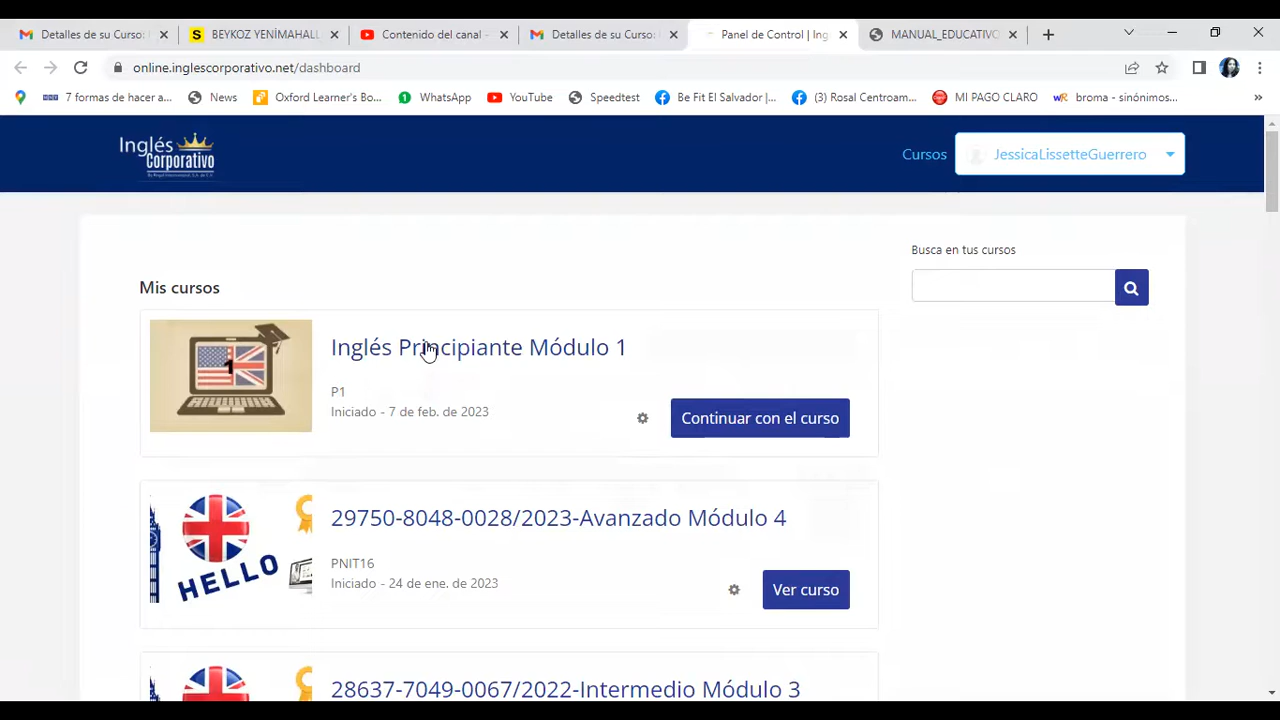 Detalles de su Curso:
BEYKOZ YENİMAHALL
Contenido del canal -
Detalles de su Curso:
Panel de Control | Ing
MANUAL_EDUCATIVO
online.inglescorporativo.net/dashboard
7 formas de hacer a...
News
Oxford Learner's Bo...
WhatsApp
YouTube
Speedtest
Be Fit El Salvador |...
(3) Rosal Centroam...
MI PAGO CLARO
broma - sinónimos...
Inglés
Corporativo
Cursos
JessicaLissetteGuerrero
Busca en tus cursos
Mis cursos
1
Inglés Principiante Módulo 1
P1
Iniciado - 7 de feb. de 2023
Continuar con el curso
HELLO
29750-8048-0028/2023-Avanzado Módulo 4
PNIT16
Iniciado - 24 de ene. de 2023
Ver curso
28637-7049-0067/2022-Intermedio Módulo 3